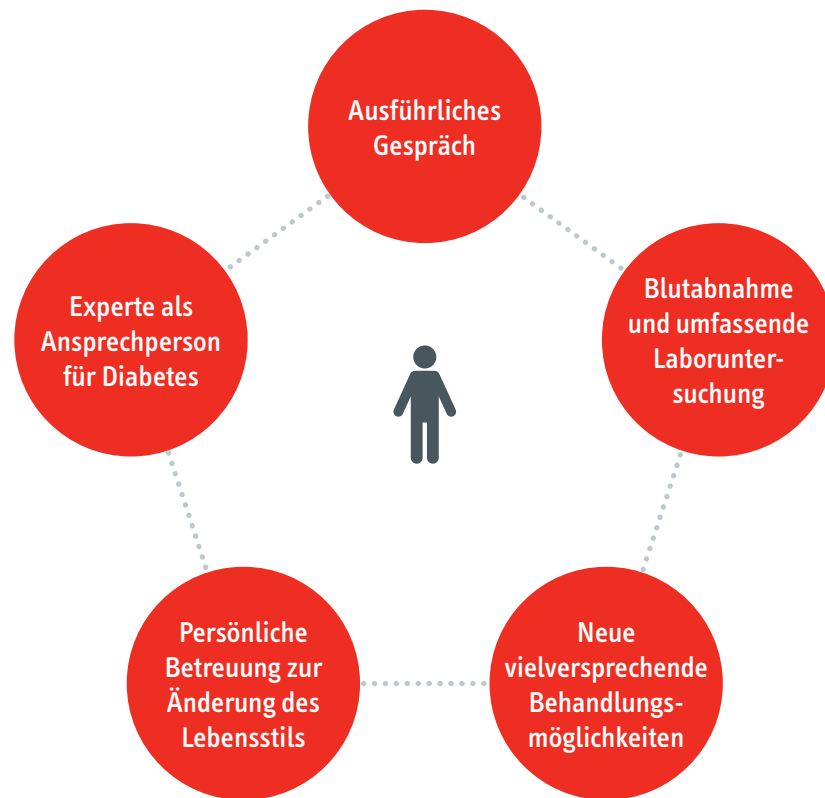 Ausführliches
Gespräch
Blutabnahme
und umfassende
Laborunter-
suchung
Neue
vielversprechende
Behandlungs-
möglichkeiten
Persönliche
Betreuung zur
Änderung des
Lebensstils
Experte als
Ansprechperson
für Diabetes